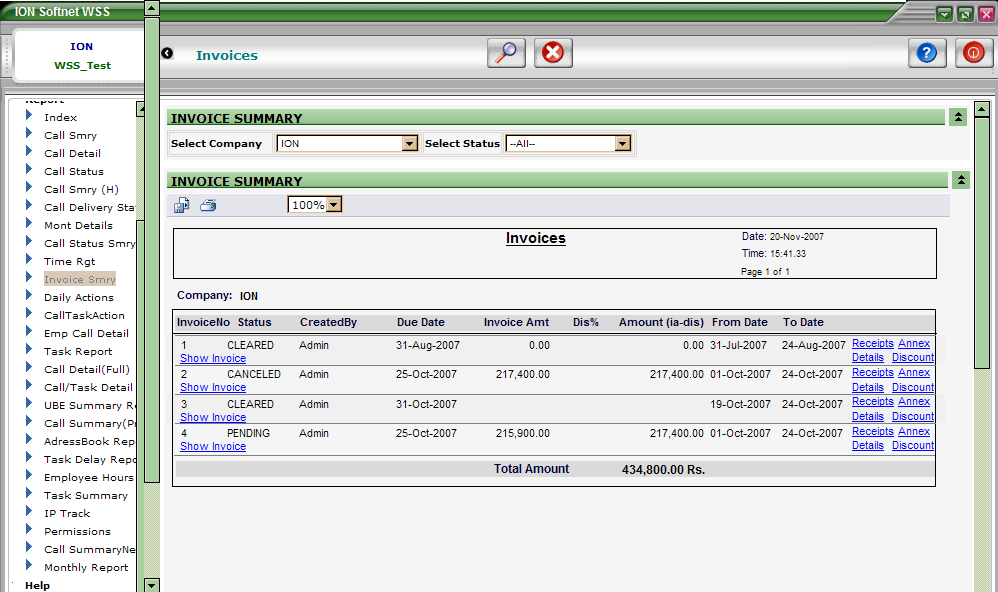 ION Softnet WSS
ION
WSS_Test
Invoices
Report
Index
Call Smry
Call Detail
Call Status
Call Smry (H)
Call Delivery Sta
Mont Details
Call Status Smry
Time Rgt
Invoice Smry
Daily Actions
CallTaskAction
Emp Call Detail
Task Report
Call Detail(Full)
Call/Task Detail
UBE Summary R
Call Summary(P
AdressBook Rep
Task Delay Repo
Employee Hours
Task Summary
IP Track
Permissions
Call SummaryNe
Monthly Report
Help
INVOICE SUMMARY
Select Company ION Select Status --All--
INVOICE SUMMARY
100%
Invoices
Date: 20-Nov-2007
Time: 15:41.33
Page 1 of 1
Company: ION
InvoiceNo Status CreatedBy Due Date Invoice Amt Dis% Amount (ia-dis) From Date To Date
1 CLEARED Admin 31-Aug-2007 0.00 0.00 31-Jul-2007 24-Aug-2007 Receipts Annex
Show Invoice Details Discount
2 CANCELED Admin 25-Oct-2007 217,400.00 217,400.00 01-Oct-2007 24-Oct-2007 Receipts Annex
Show Invoice Details Discount
3 CLEARED Admin 31-Oct-2007 19-Oct-2007 24-Oct-2007 Receipts Annex
Show Invoice Details Discount
4 PENDING Admin 25-Oct-2007 215,900.00 217,400.00 01-Oct-2007 24-Oct-2007 Receipts Annex
Show Invoice Details Discount
Total Amount 434,800.00 Rs.